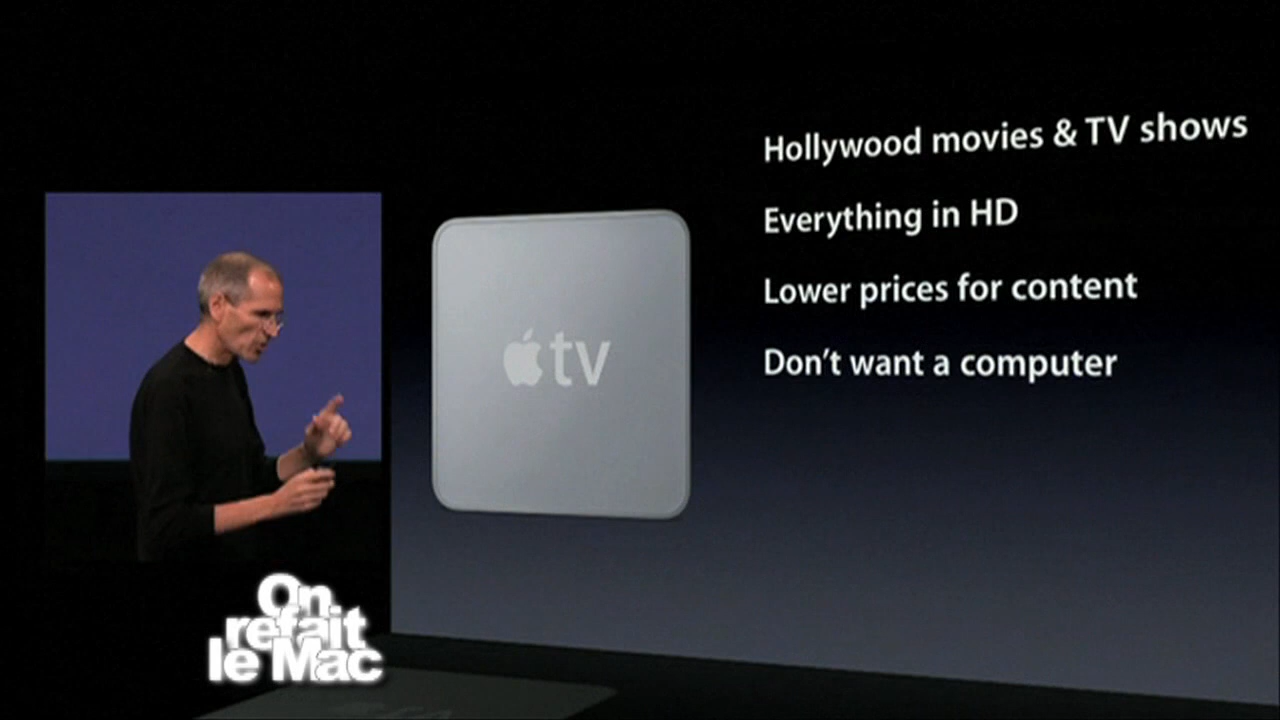 Hollywood movies & TV shows
Everything in HD
Lower prices for content
Don’t want a computer
tv
On
refait
le Mac